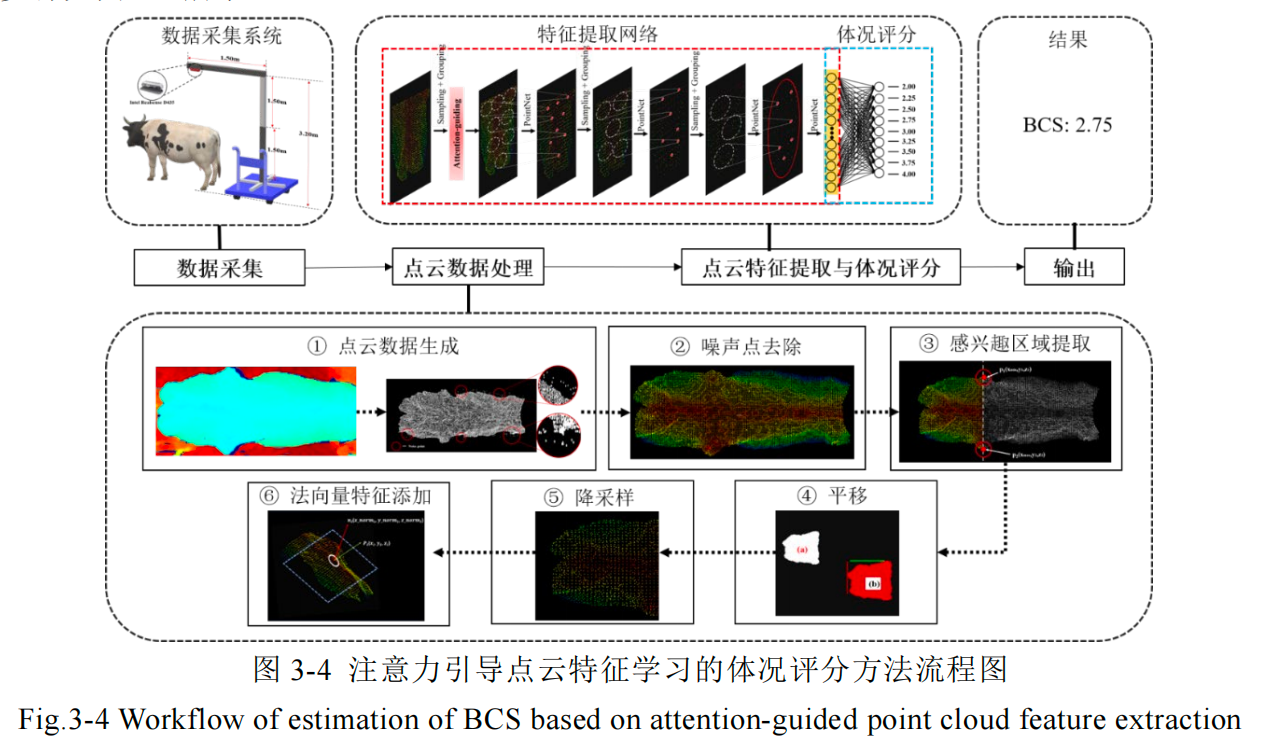 数据采集系统
特征提取网络
体况评分
结果
1.50m
Intel Realsense D435
1.50m
3.20m
1.50m
Sampling + Grouping
Attention-guiding
PointNet
Sampling + Grouping
PointNet
Sampling + Grouping
PointNet
2.00
2.25
2.50
2.75
3.00
3.25
3.50
3.75
4.00
BCS: 2.75
数据采集
点云数据处理
点云特征提取与体况评分
输出
① 点云数据生成
② 噪声点去除
③ 感兴趣区域提取
⑥ 法向量特征添加
⑤ 降采样
④ 平移
(a)
(b)
图 3-4 注意力引导点云特征学习的体况评分方法流程图
Fig.3-4 Workflow of estimation of BCS based on attention-guided point cloud feature extraction